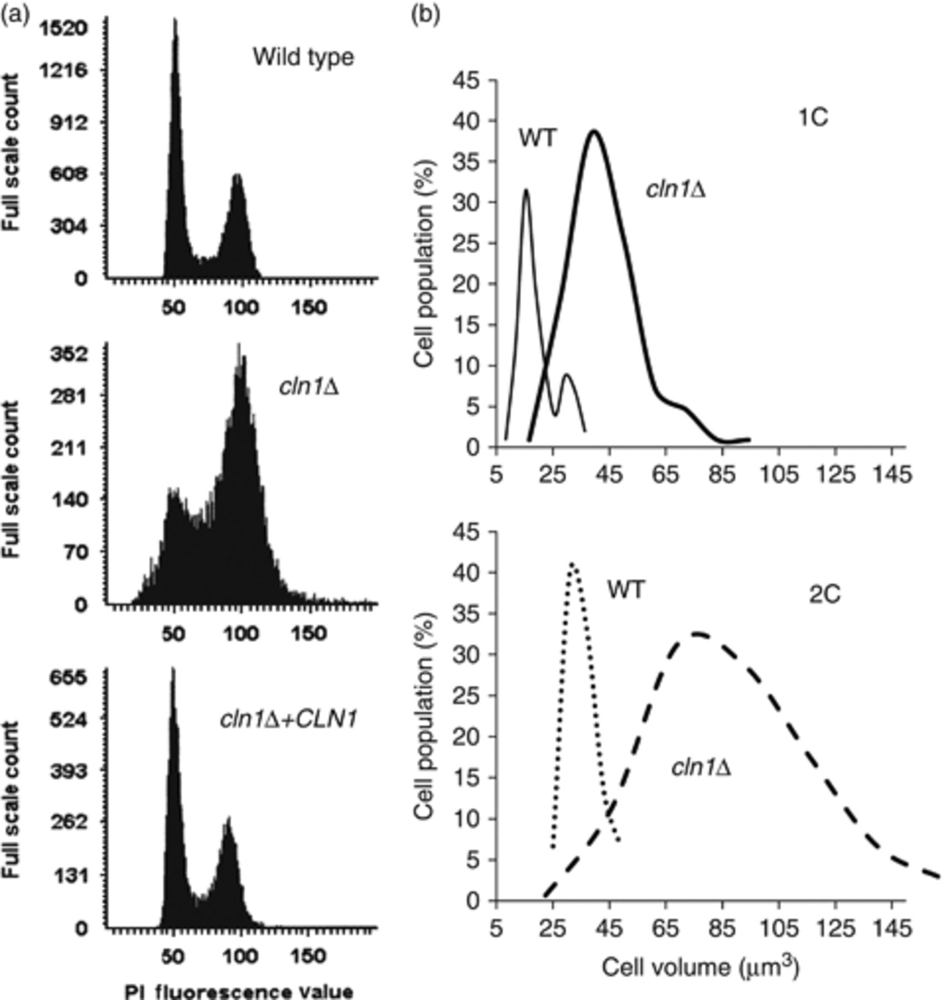 (a)
Full scale count
1520
1216
912
608
304
0
Wild type
50 100 150
Full scale count
352
281
211
140
70
0
cln1Δ
50 100 150
Full scale count
655
524
393
262
131
0
cln1Δ+CLN1
50 100 150
PI fluorescence value
(b)
Cell population (%)
45
40
35
30
25
20
15
10
5
0
WT
1C
cln1Δ
5 25 45 65 85 105 125 145
Cell population (%)
45
40
35
30
25
20
15
10
5
0
WT
2C
cln1Δ
5 25 45 65 85 105 125 145
Cell volume (μm³)